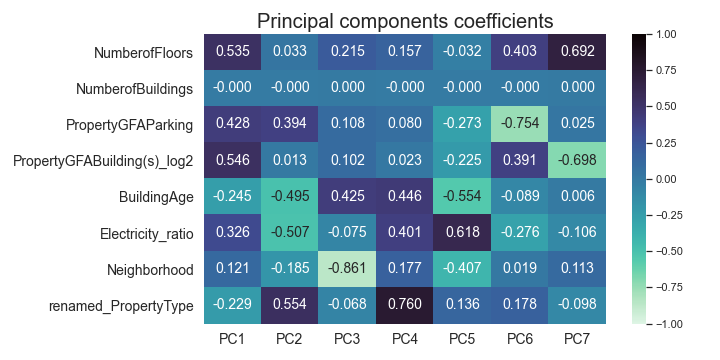 Principal components coefficients
NumberofFloors 0.535 0.033 0.215 0.157 -0.032 0.403 0.692
NumberofBuildings -0.000 -0.000 -0.000 -0.000 -0.000 -0.000 0.000
PropertyGFAParking 0.428 0.394 0.108 0.080 -0.273 -0.754 0.025
PropertyGFABuilding(s)_log2 0.546 0.013 0.102 0.023 -0.225 0.391 -0.698
BuildingAge -0.245 -0.495 0.425 0.446 -0.554 -0.089 0.006
Electricity_ratio 0.326 -0.507 -0.075 0.401 0.618 -0.276 -0.106
Neighborhood 0.121 -0.185 -0.861 0.177 -0.407 0.019 0.113
renamed_PropertyType -0.229 0.554 -0.068 0.760 0.136 0.178 -0.098
PC1 PC2 PC3 PC4 PC5 PC6 PC7
1.00
0.75
0.50
0.25
0.00
-0.25
-0.50
-0.75
-1.00